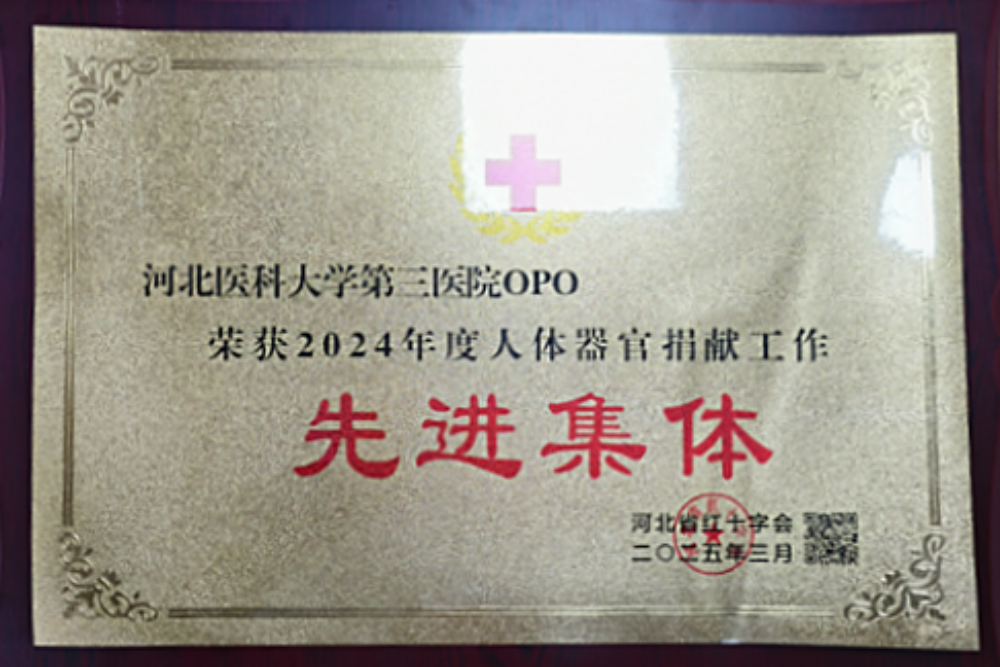 河北医科大学第三医院OPO
荣获2024年度人体器官捐献工作
先进集体
河北省红十字会
二〇二五年三月